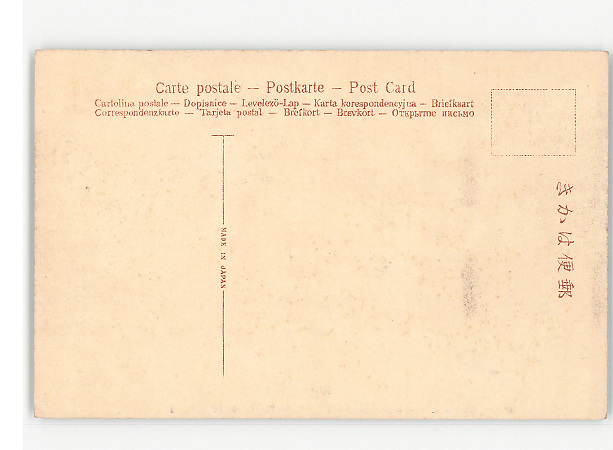 Carte postale — Postkarte — Post Card
Cartolina postale — Dopisnice — Levelező-Lap — Karta korespondencyjna — Briefkaart
Correspondenzkarte — Tarjeta postal — Brefkort — Brevkort — Открытое письмо
MADE IN JAPAN
郵便はかき